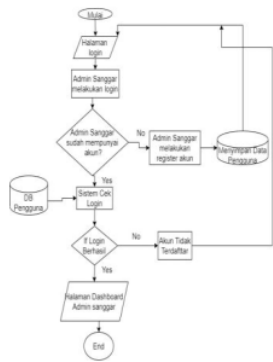 Mulai
Halaman
login
Admin Sanggar
melakukan login
Admin Sanggar
sudah mempunyai
akun?
No
Admin Sanggar
melakukan
register akun
Menyimpan Data
Pengguna
Yes
DB
Pengguna
Sistem Cek
Login
If Login
Berhasil
No
Akun Tidak
Terdafttar
Yes
Halaman Dashboard
Admin sanggar
End